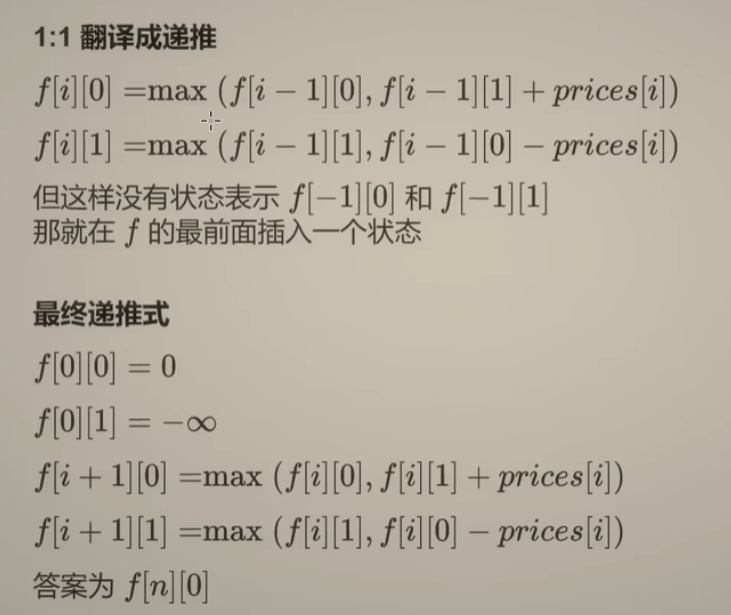 1:1 翻译成递推
f[i][0] =max (f[i − 1][0], f[i − 1][1] + prices[i])
f[i][1] =max (f[i − 1][1], f[i − 1][0] − prices[i])
但这样没有状态表示 f[−1][0] 和 f[−1][1]
那就在 f 的最前面插入一个状态
最终递推式
f[0][0] = 0
f[0][1] = −∞
f[i + 1][0] =max (f[i][0], f[i][1] + prices[i])
f[i + 1][1] =max (f[i][1], f[i][0] − prices[i])
答案为 f[n][0]